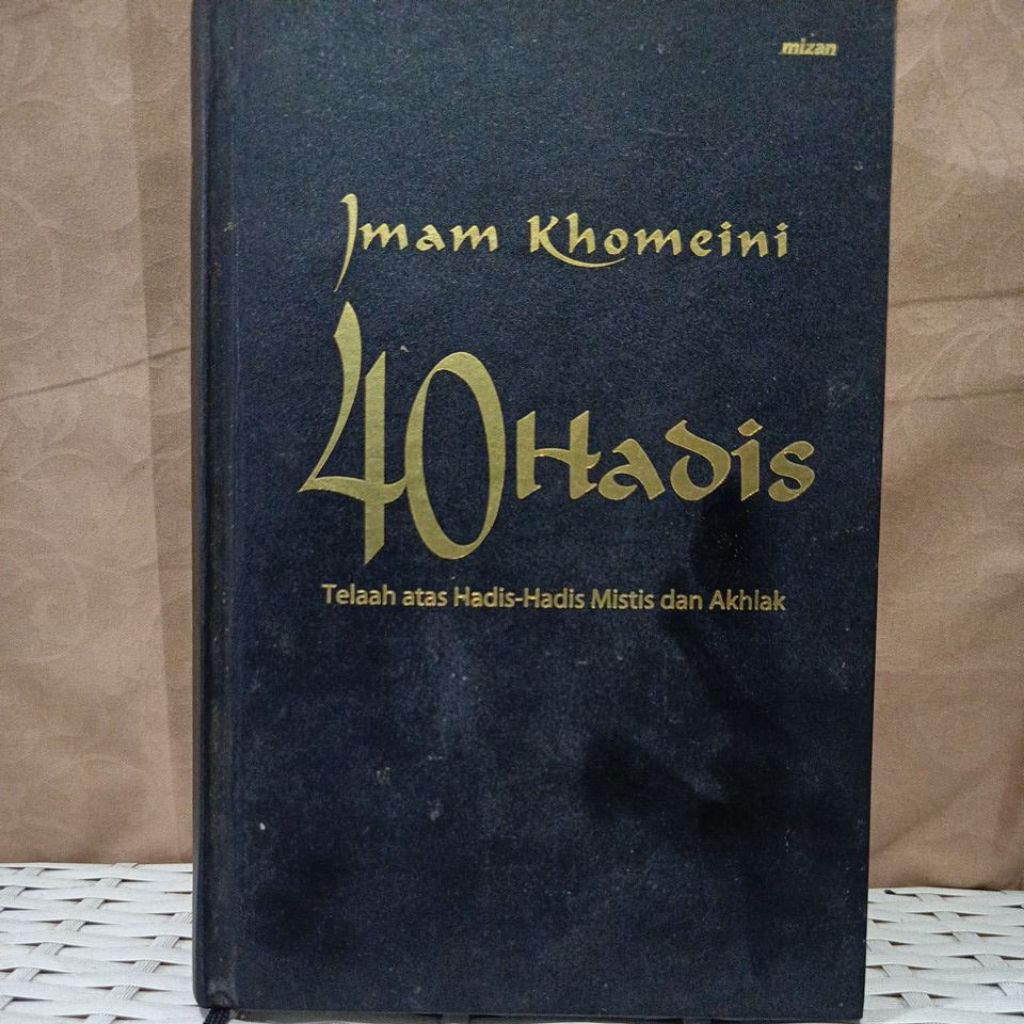 mizan
Imam Khomeini
40 Hadis
Telaah atas Hadis-Hadis Mistis dan Akhlak